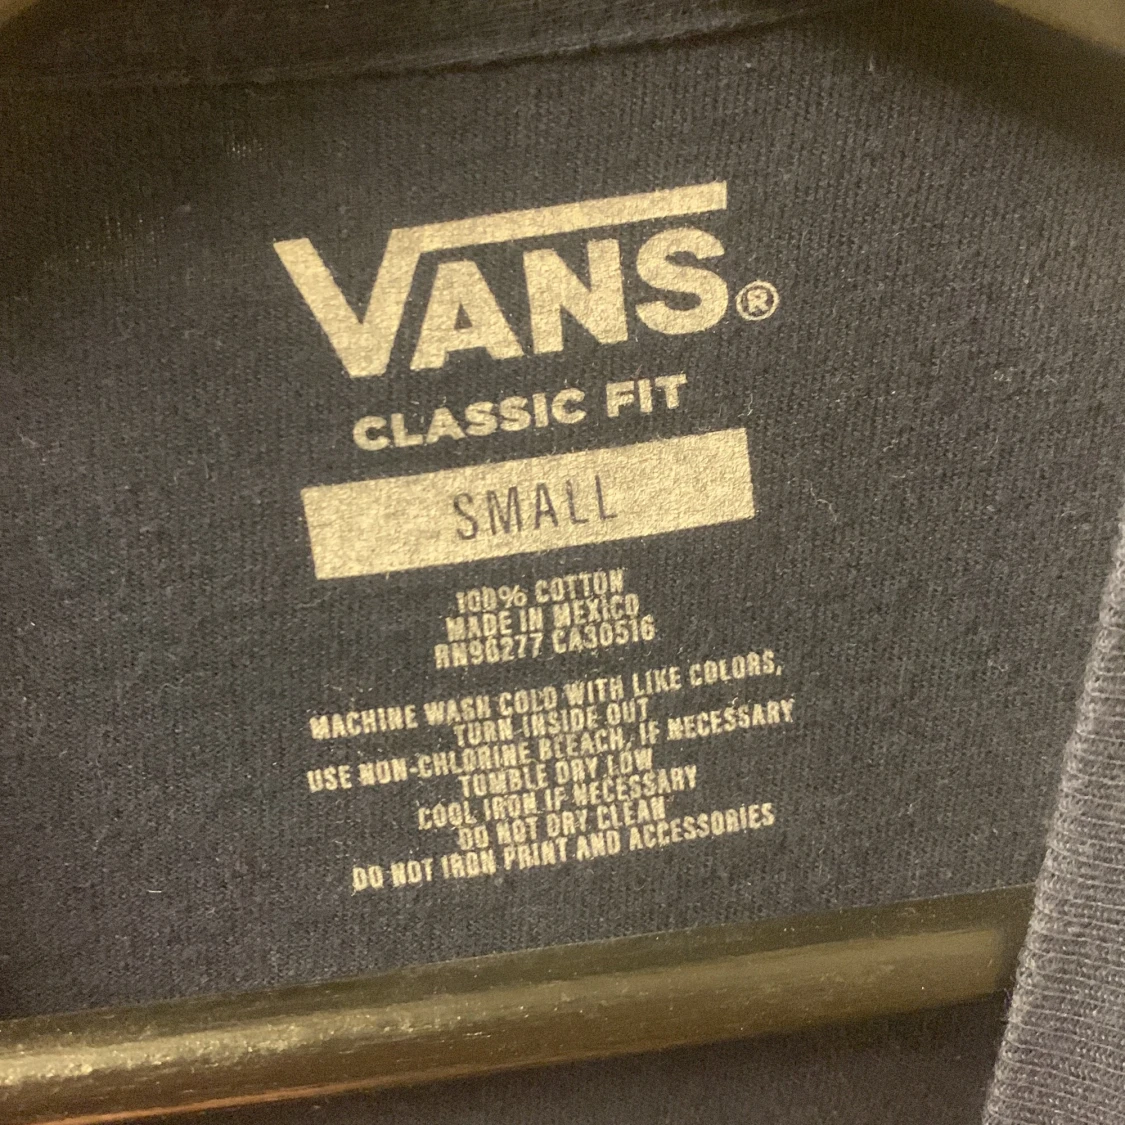 VANS®
CLASSIC FIT
SMALL
100% COTTON
MADE IN MEXICO
RN96277 CA30516
MACHINE WASH COLD WITH LIKE COLORS,
TURN INSIDE OUT
USE NON-CHLORINE BLEACH, IF NECESSARY
TUMBLE DRY LOW
COOL IRON IF NECESSARY
DO NOT DRY CLEAN
DO NOT IRON PRINT AND ACCESSORIES